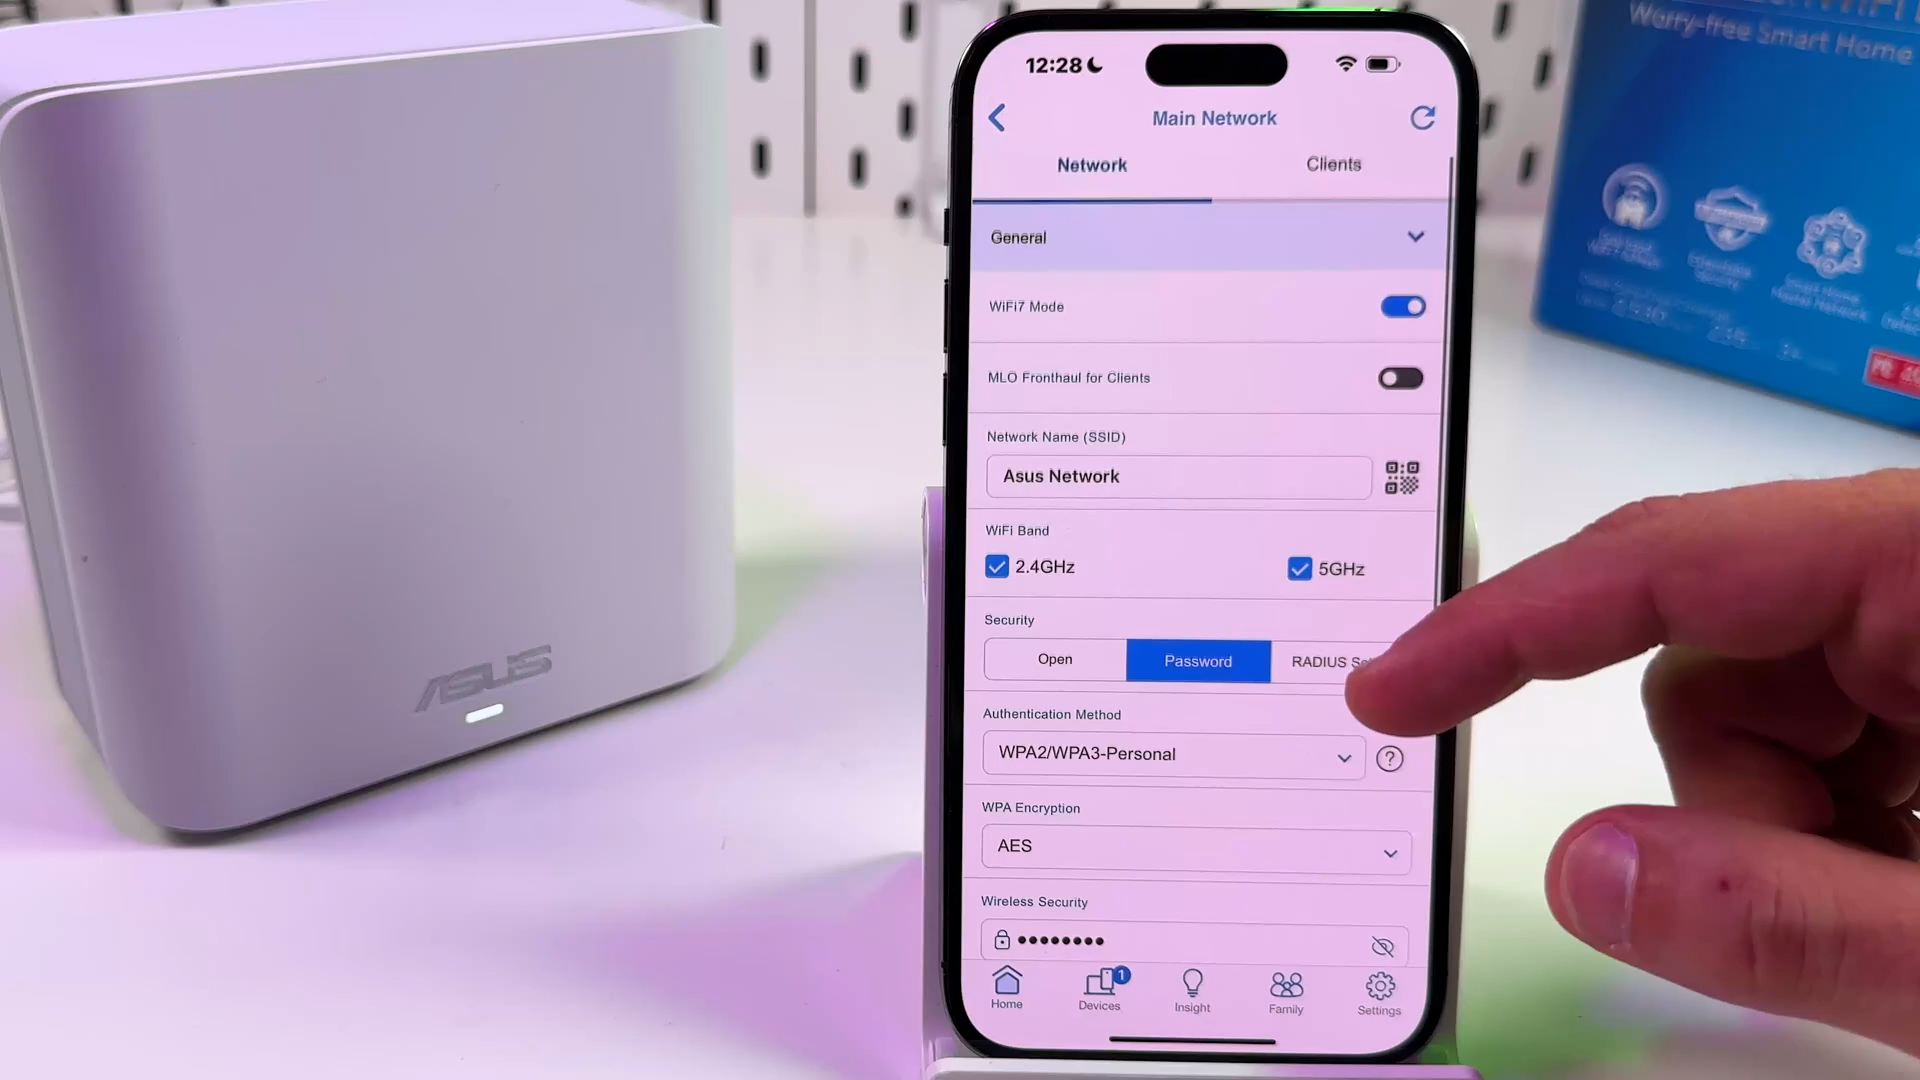 Worry-free Smart Home
12:28
Main Network
Network
Clients
General
WiFi7 Mode
MLO Fronthaul for Clients
Network Name (SSID)
Asus Network
WiFi Band
2.4GHz
5GHz
Security
Open
Password
RADIUS
Authentication Method
WPA2/WPA3-Personal
?
WPA Encryption
AES
Wireless Security
••••••••
Home
Devices
1
Insight
Family
Settings
ASUS